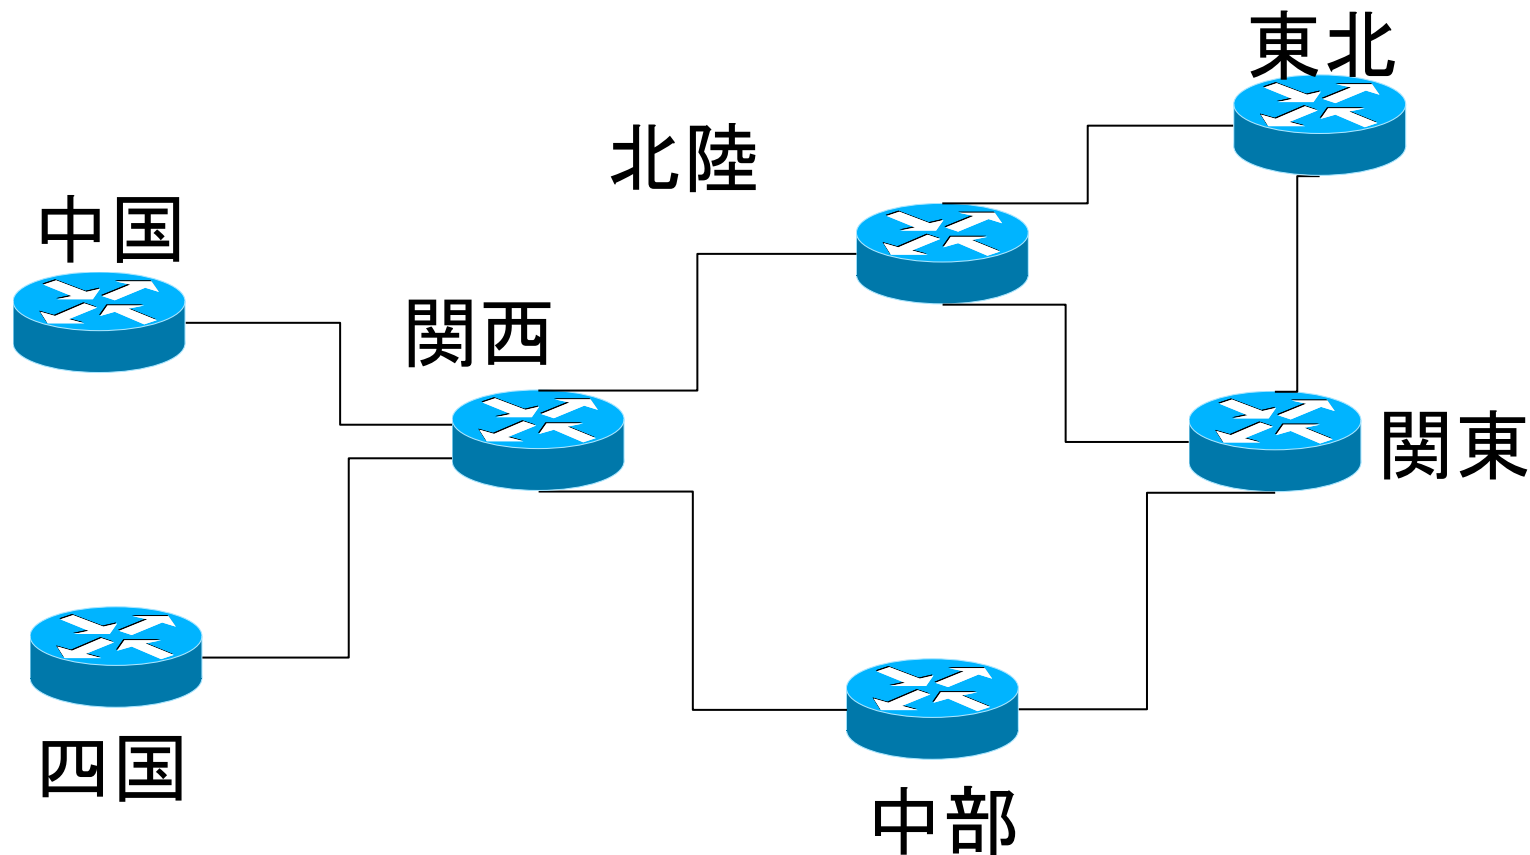 東北
北陸
中国
関西
関東
四国
中部